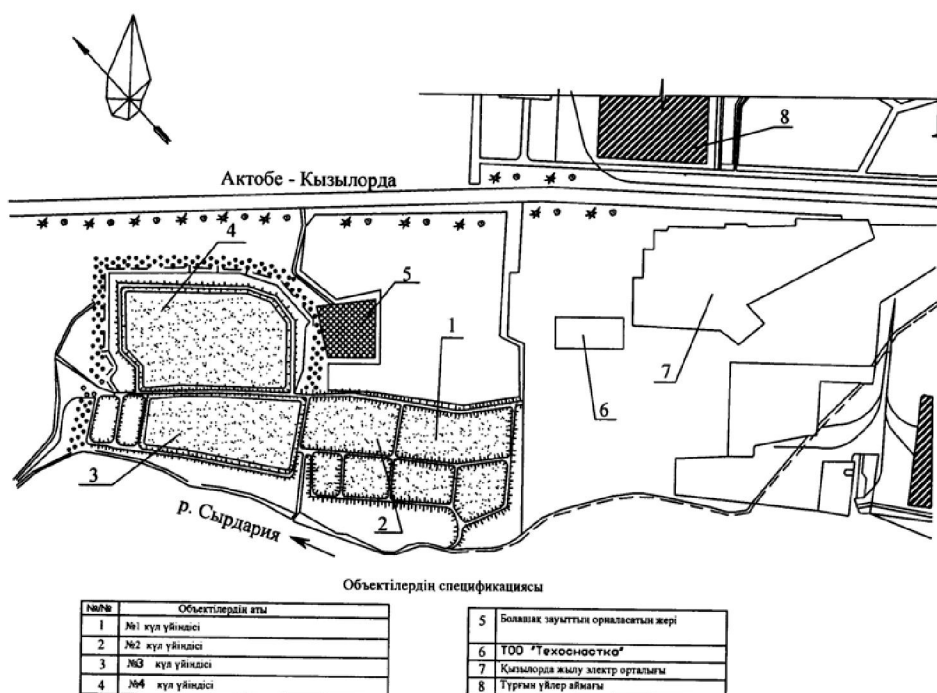 8
Актобе - Кызылорда
4
5
1
7
6
3
2
р. Сырдария
Объектілердің спецификациясы
№/№ Объектілердің аты
1 №1 күл үйіндісі
2 №2 күл үйіндісі
3 №3 күл үйіндісі
4 №4 күл үйіндісі
5 Болашақ зауыттың орналасатын жері
6 ТОО "Техоснастка"
7 Қызылорда жылу электр орталығы
8 Тұрғын үйлер аймағы